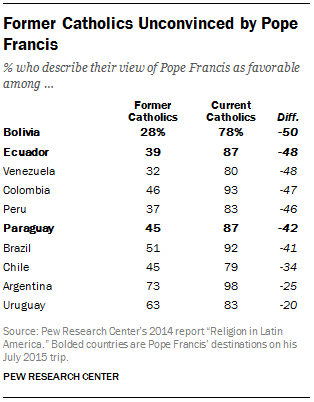 Former Catholics Unconvinced by Pope
Francis
% who describe their view of Pope Francis as favorable
among ...
Former Catholics Current Catholics Diff.
Bolivia 28% 78% -50
Ecuador 39 87 -48
Venezuela 32 80 -48
Colombia 46 93 -47
Peru 37 83 -46
Paraguay 45 87 -42
Brazil 51 92 -41
Chile 45 79 -34
Argentina 73 98 -25
Uruguay 63 83 -20
Source: Pew Research Center's 2014 report "Religion in Latin
America." Bolded countries are Pope Francis' destinations on his
July 2015 trip.
PEW RESEARCH CENTER